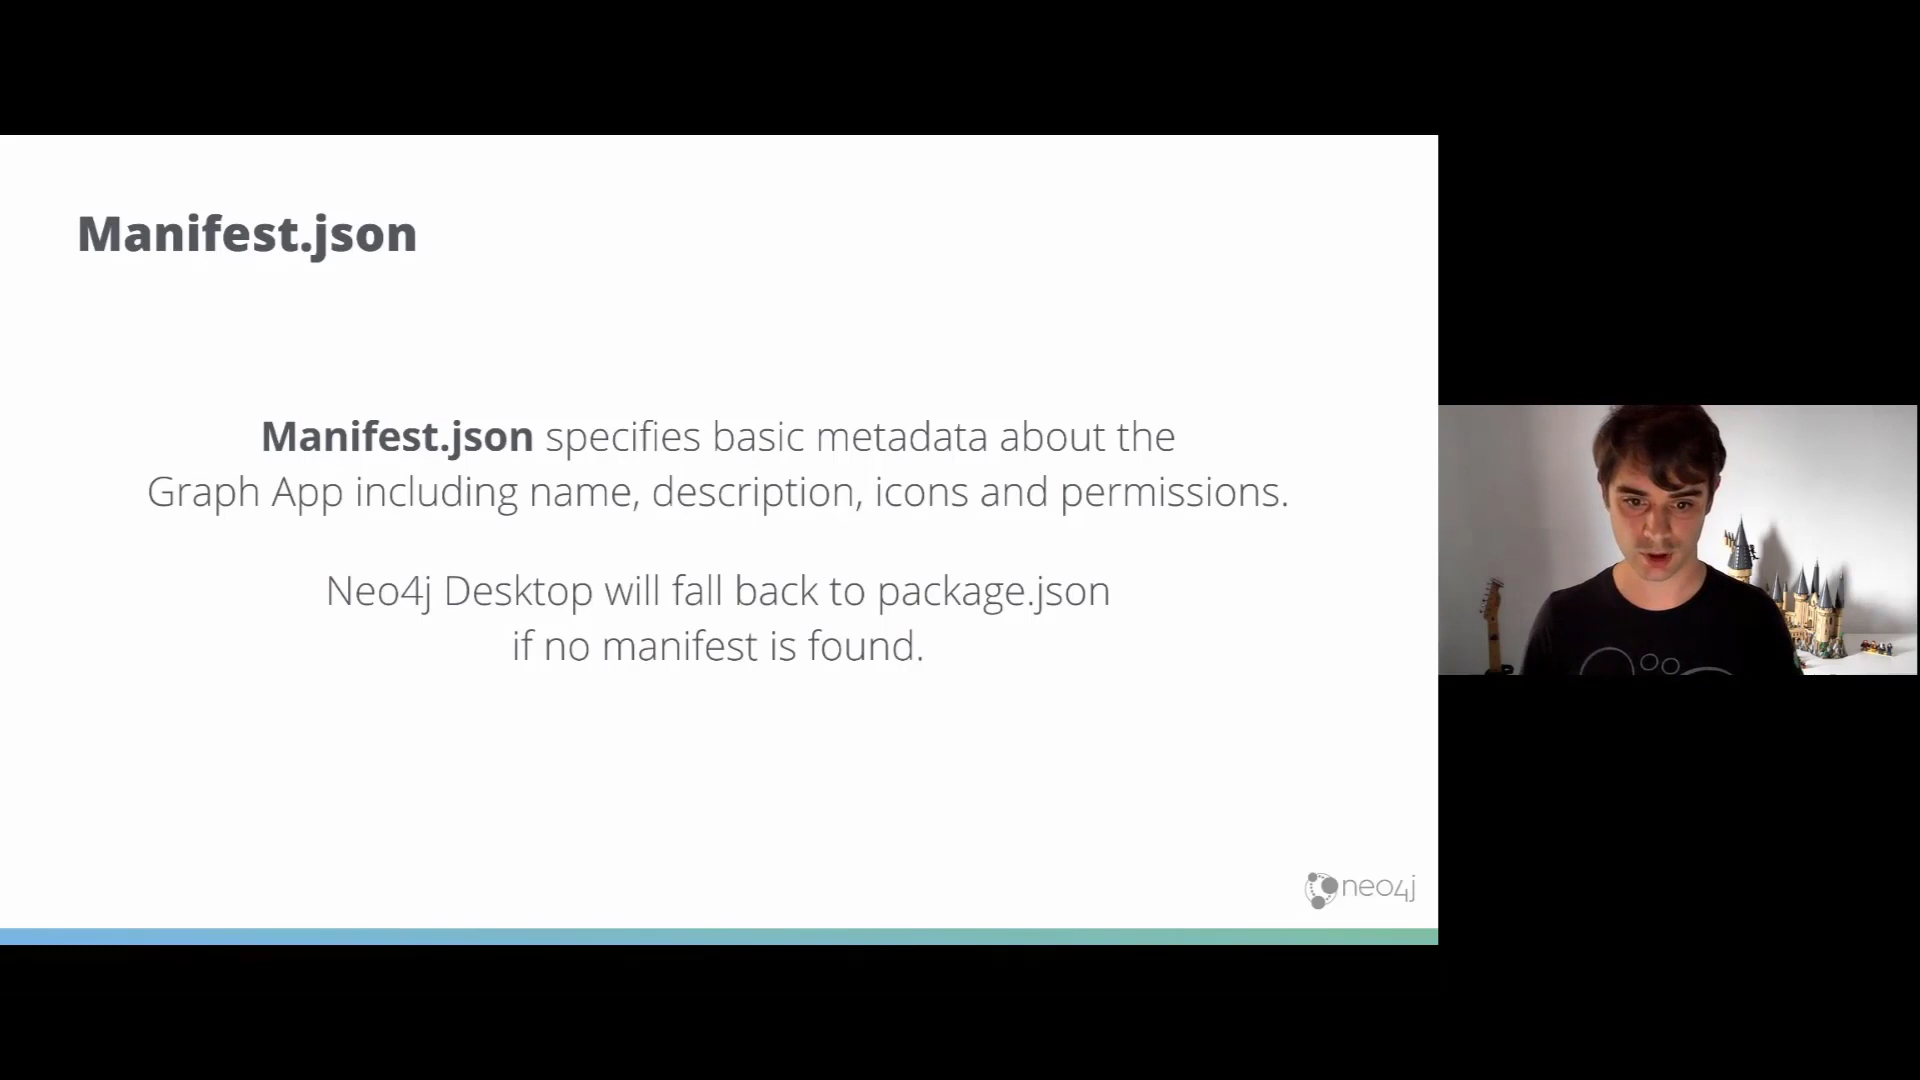 Manifest.json
Manifest.json specifies basic metadata about the
Graph App including name, description, icons and permissions.
Neo4j Desktop will fall back to package.json
if no manifest is found.
neo4j